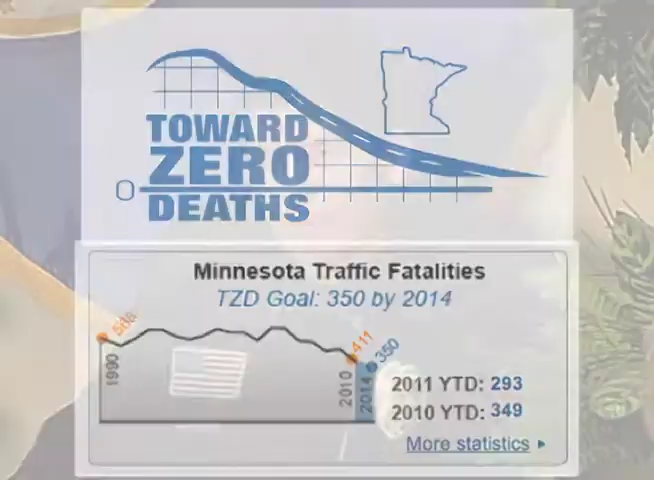 TOWARD
ZERO
0
DEATHS
Minnesota Traffic Fatalities
TZD Goal: 350 by 2014
411
350
1990
2010
2014
2011 YTD: 293
2010 YTD: 349
More statistics